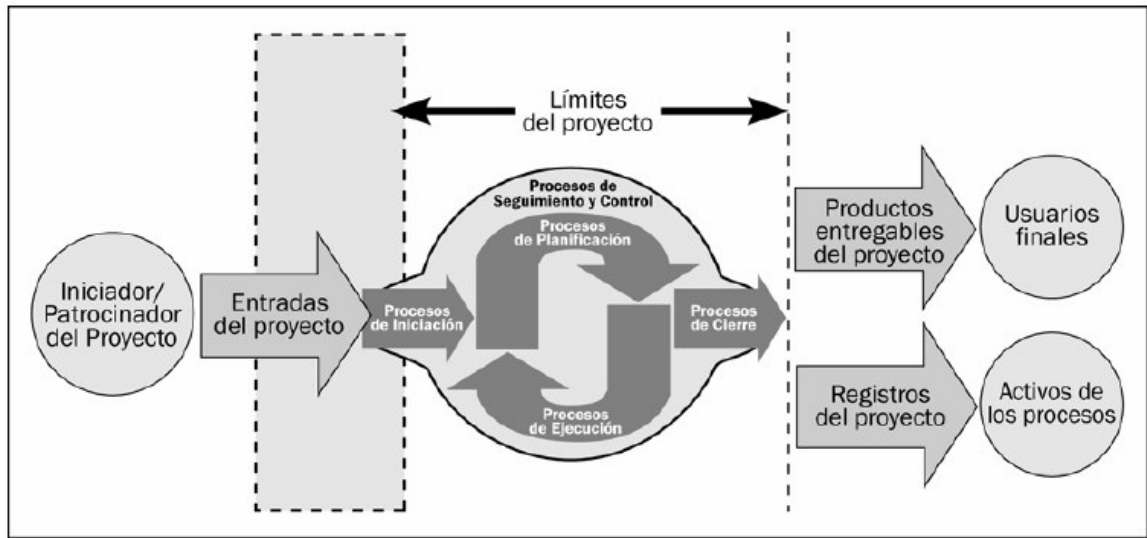 Límites
del proyecto
Iniciador/
Patrocinador
del Proyecto
Entradas
del proyecto
Procesos
de Iniciación
Procesos de
Seguimiento y Control
Procesos
de Planificación
Procesos
de Ejecución
Procesos
de Cierre
Productos
entregables
del proyecto
Usuarios
finales
Registros
del proyecto
Activos de
los procesos